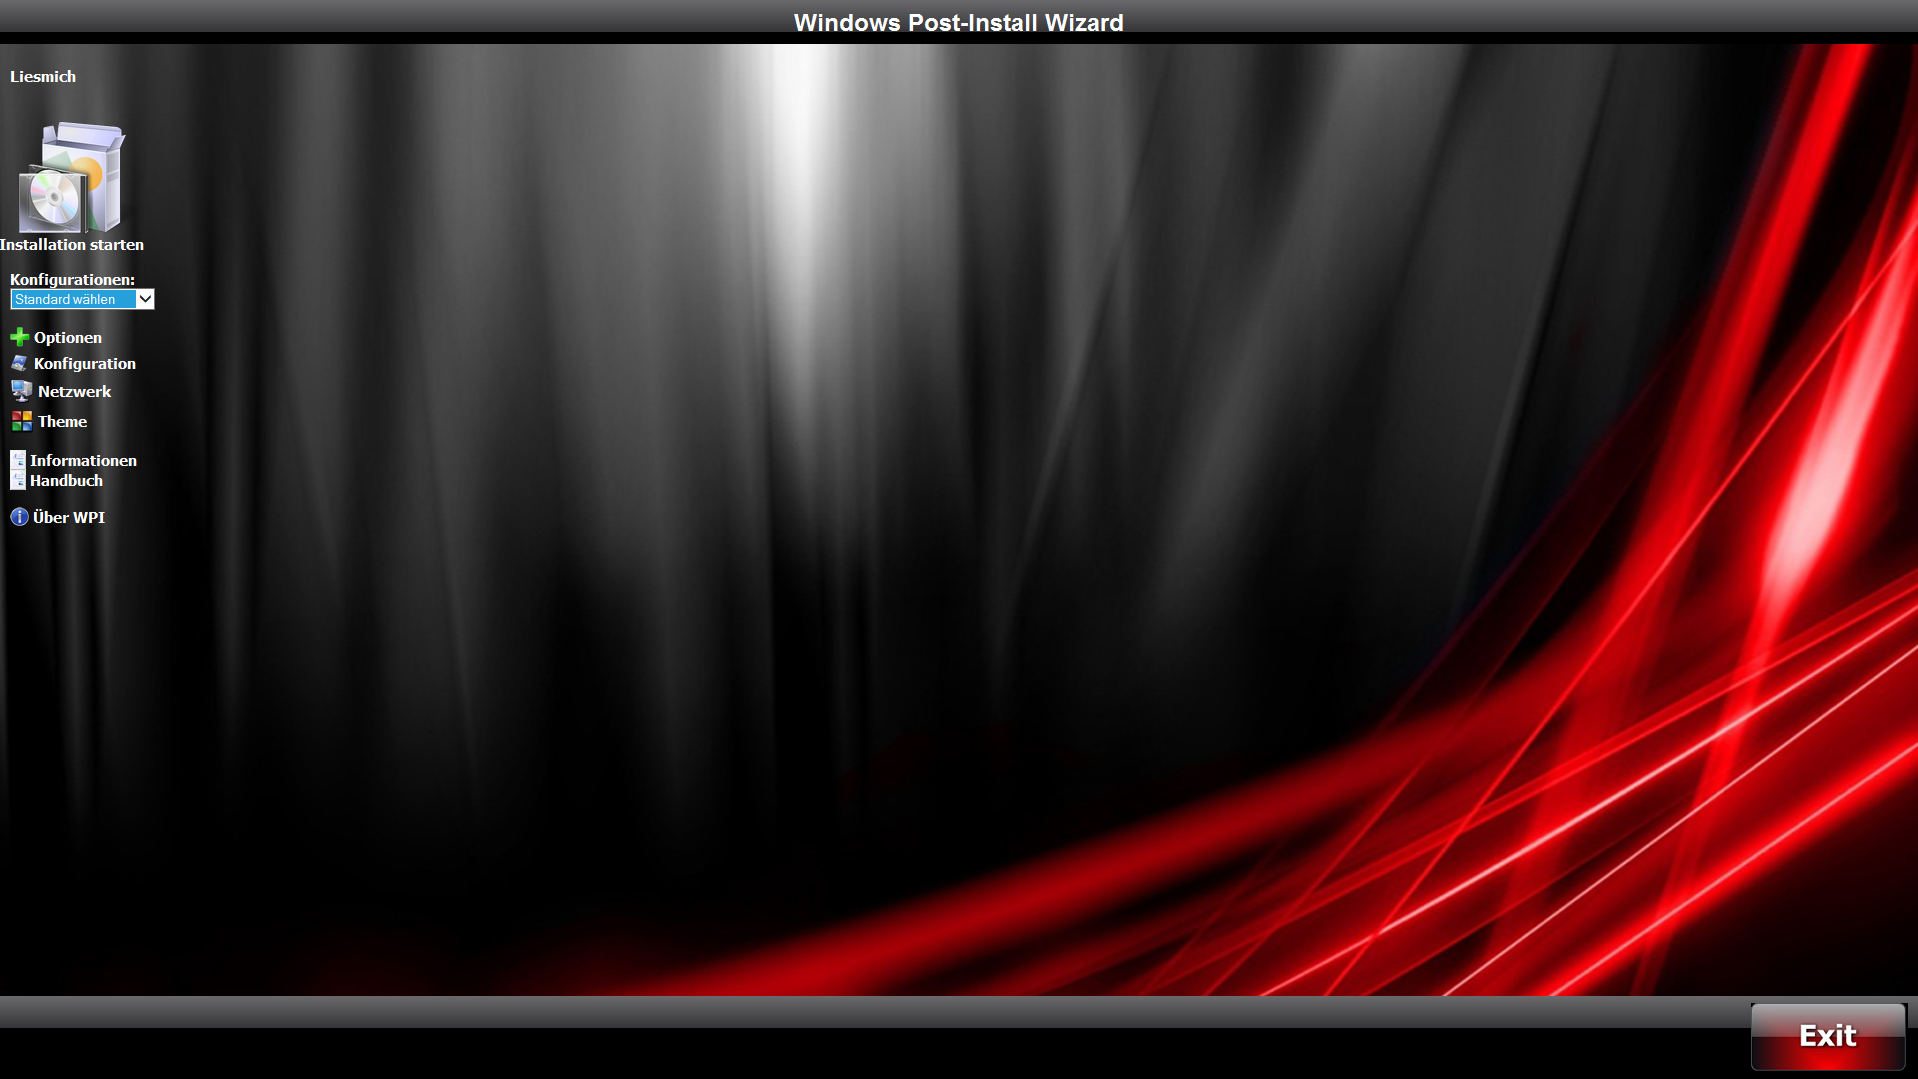 Windows Post-Install Wizard
Liesmich
Installation starten
Konfigurationen:
Standard wählen
Optionen
Konfiguration
Netzwerk
Theme
Informationen
Handbuch
Über WPI
Exit